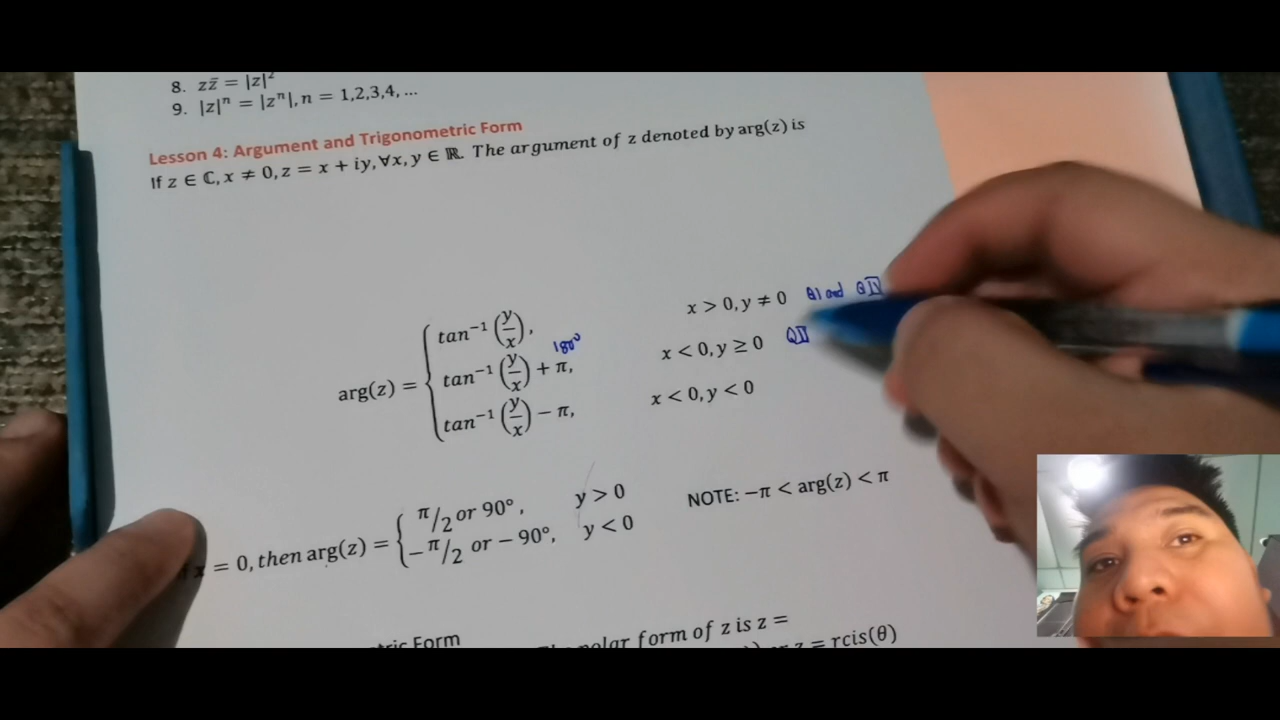 8. zz̄ = |z|²
9. |z|ⁿ = |zⁿ|, n = 1,2,3,4, ...
Lesson 4: Argument and Trigonometric Form
If z ∈ ℂ, x ≠ 0, z = x + iy, ∀x, y ∈ ℝ. The argument of z denoted by arg(z) is
tan⁻¹ (y/x), x > 0, y ≠ 0 QI and QIV
180°
arg(z) = { tan⁻¹ (y/x) + π, x < 0, y ≥ 0 QII
tan⁻¹ (y/x) − π, x < 0, y < 0
π/2 or 90°, y > 0 NOTE: −π < arg(z) < π
x = 0, then arg(z) = { −π/2 or − 90°, y < 0
Form
polar form of z is z =
z = rcis(θ)